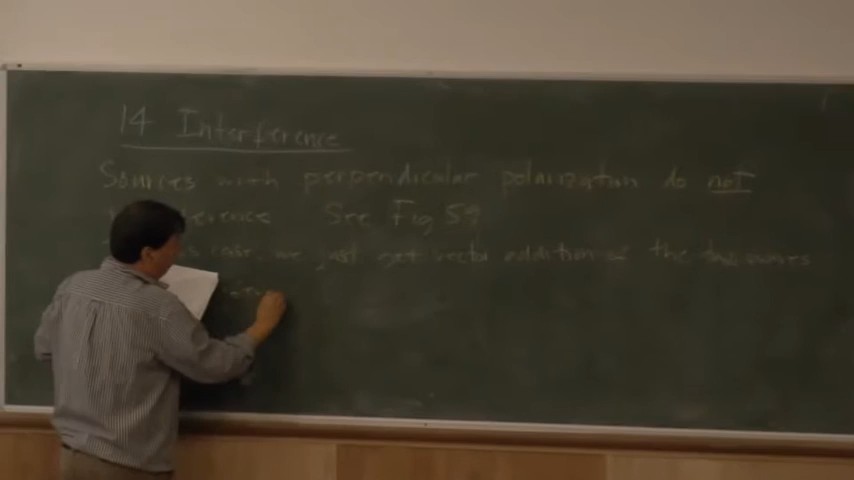 14 Interference
Sources with perpendicular polarization do not
interference See Fig 59
case, we just get vector addition of the two waves